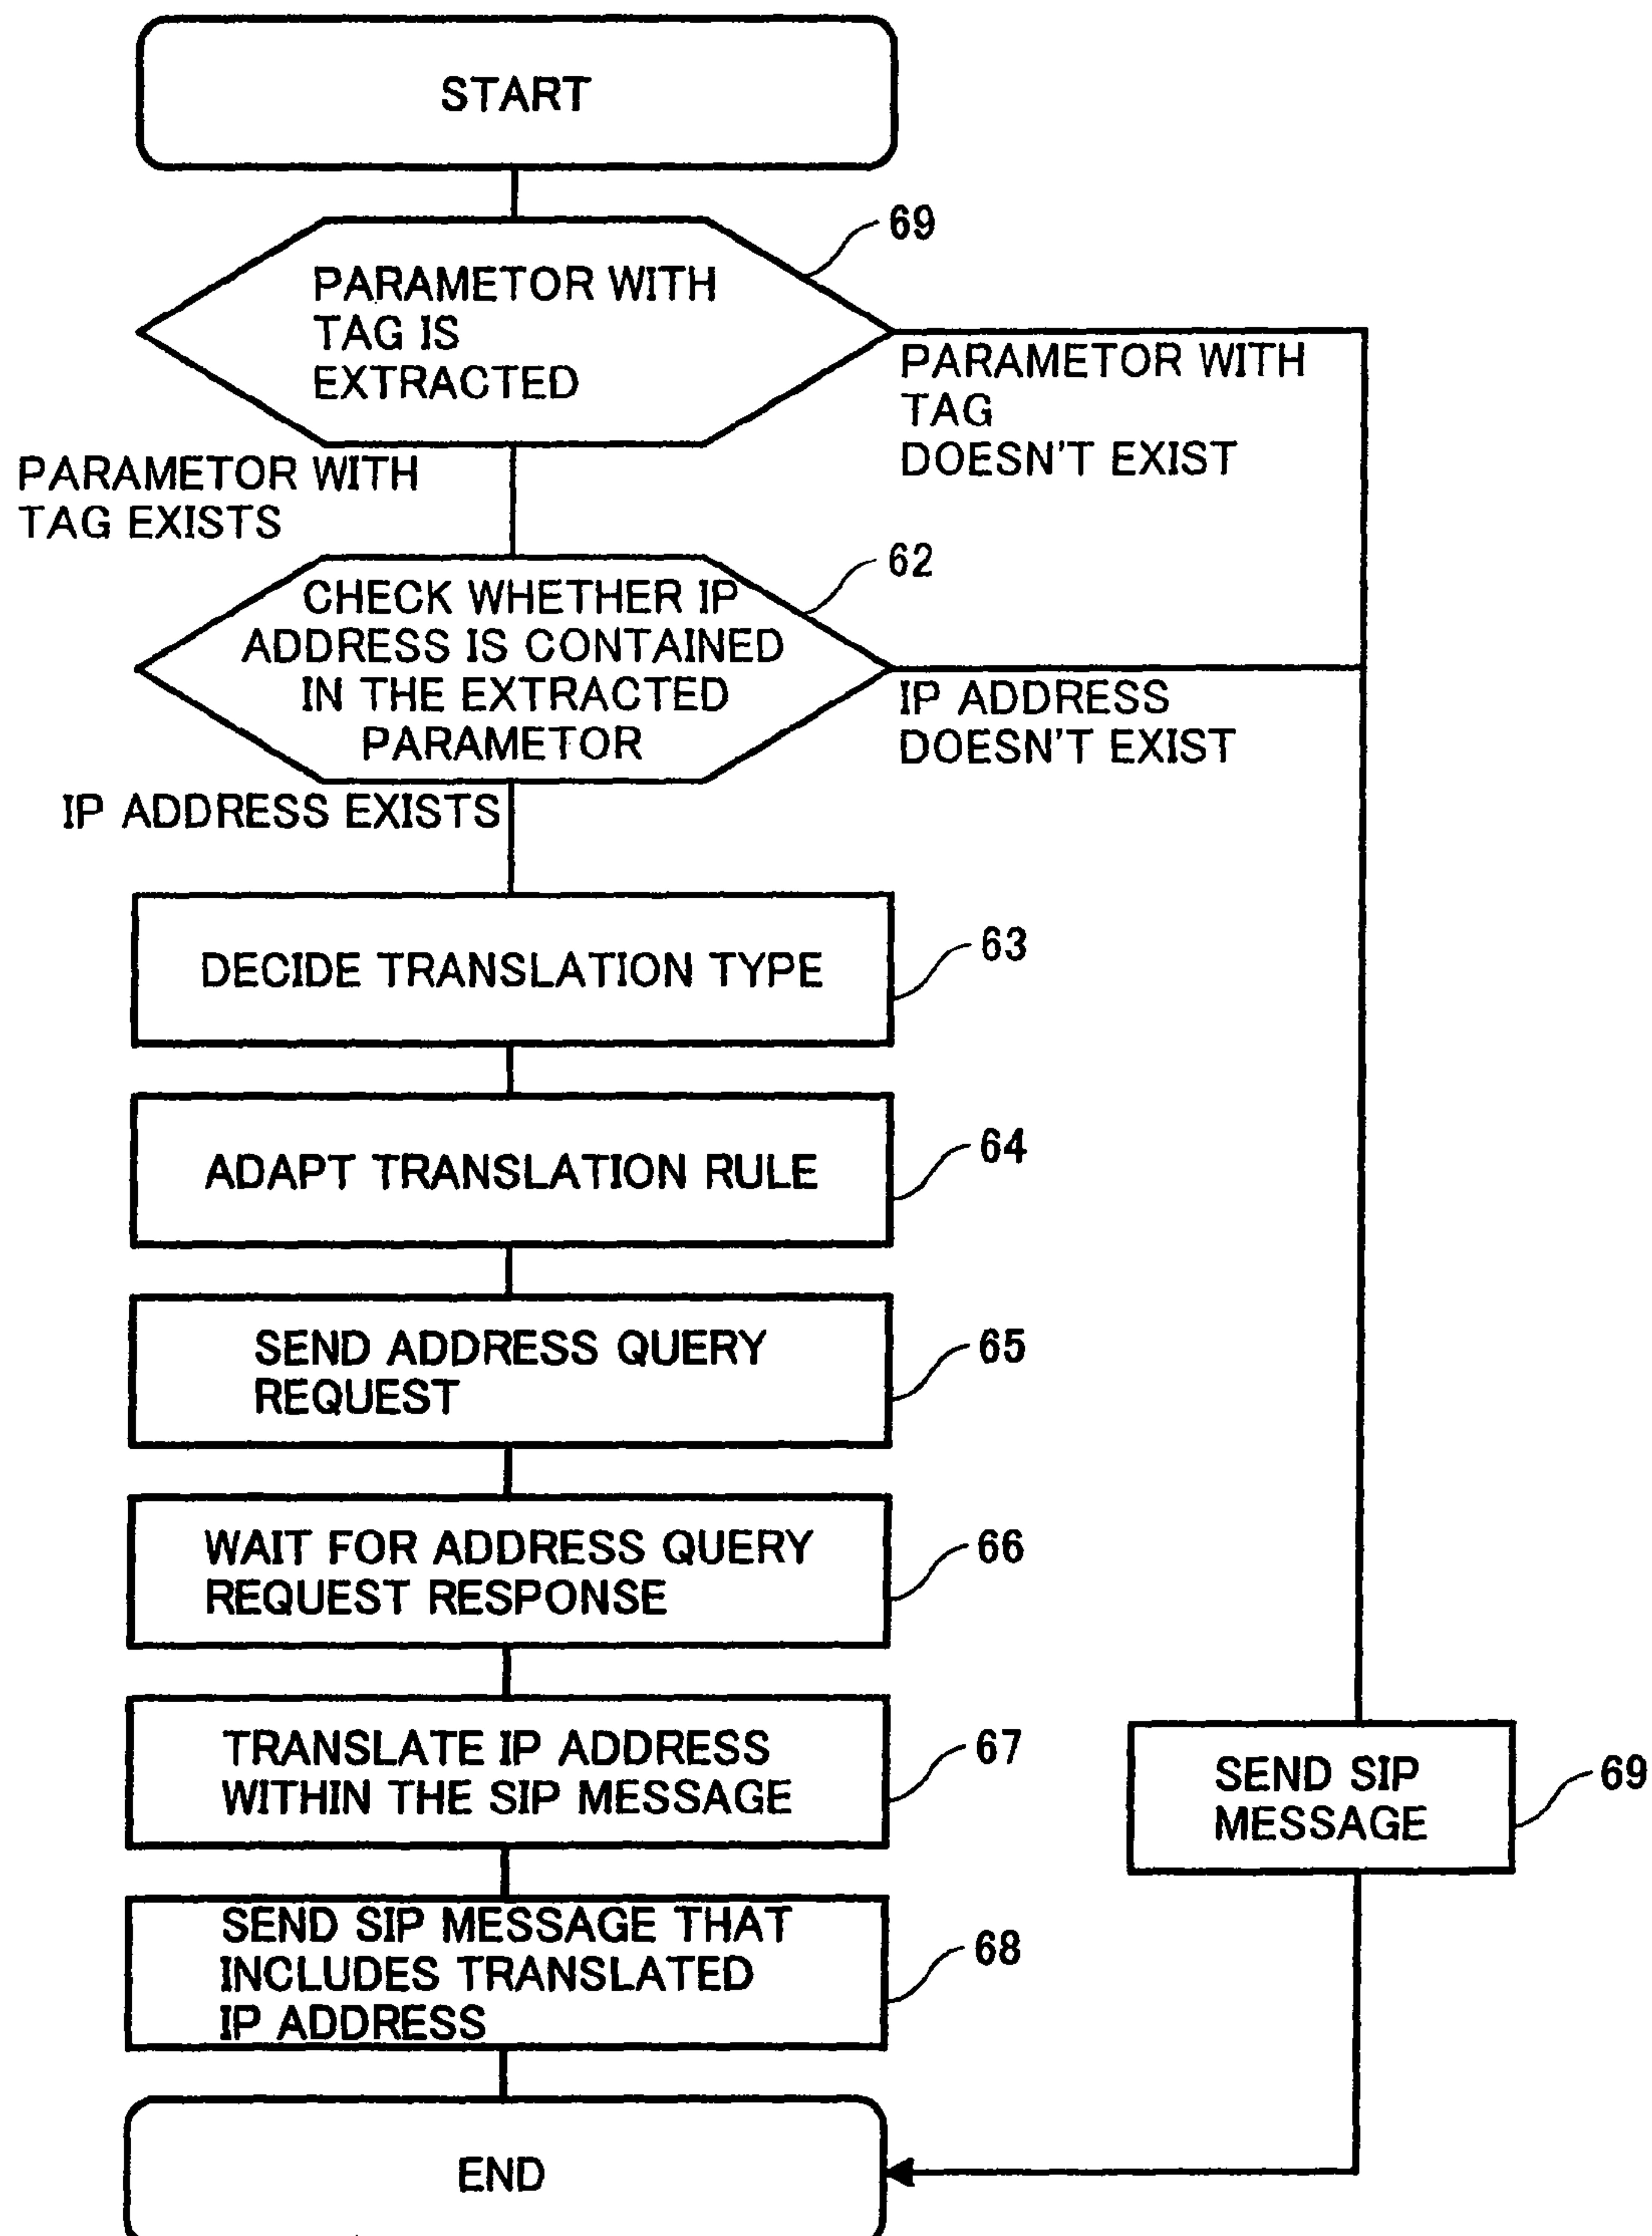 START
69
PARAMETOR WITH
TAG IS
EXTRACTED
PARAMETOR WITH
TAG
DOESN'T EXIST
PARAMETOR WITH
TAG EXISTS
62
CHECK WHETHER IP
ADDRESS IS CONTAINED
IN THE EXTRACTED
PARAMETOR
IP ADDRESS
DOESN'T EXIST
IP ADDRESS EXISTS
DECIDE TRANSLATION TYPE
63
ADAPT TRANSLATION RULE
64
SEND ADDRESS QUERY
REQUEST
65
WAIT FOR ADDRESS QUERY
REQUEST RESPONSE
66
TRANSLATE IP ADDRESS
WITHIN THE SIP MESSAGE
67
SEND SIP
MESSAGE
69
SEND SIP MESSAGE THAT
INCLUDES TRANSLATED
IP ADDRESS
68
END